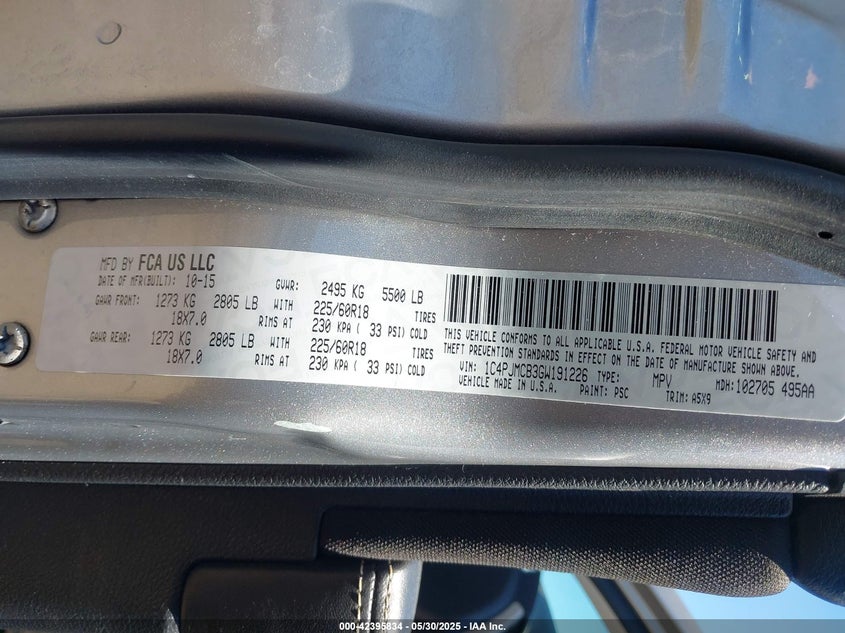 MFD BY FCA US LLC
DATE OF MFR(BUILT): 10-15 GVWR: 2495 KG 5500 LB
GAWR FRONT: 1273 KG 2805 LB WITH 225/60R18 TIRES
18X7.0 RIMS AT 230 KPA ( 33 PSI) COLD
GAWR REAR: 1273 KG 2805 LB WITH 225/60R18 TIRES
18X7.0 RIMS AT 230 KPA ( 33 PSI) COLD
THIS VEHICLE CONFORMS TO ALL APPLICABLE U.S.A. FEDERAL MOTOR VEHICLE SAFETY AND
THEFT PREVENTION STANDARDS IN EFFECT ON THE DATE OF MANUFACTURE SHOWN ABOVE.
VIN: 1C4PJMCB3GW191226 TYPE: MPV MDH: 102705 495AA
VEHICLE MADE IN U.S.A. PAINT: PSC TRIM: A5X9
000-42395834 - 05/30/2025 - IAA Inc.